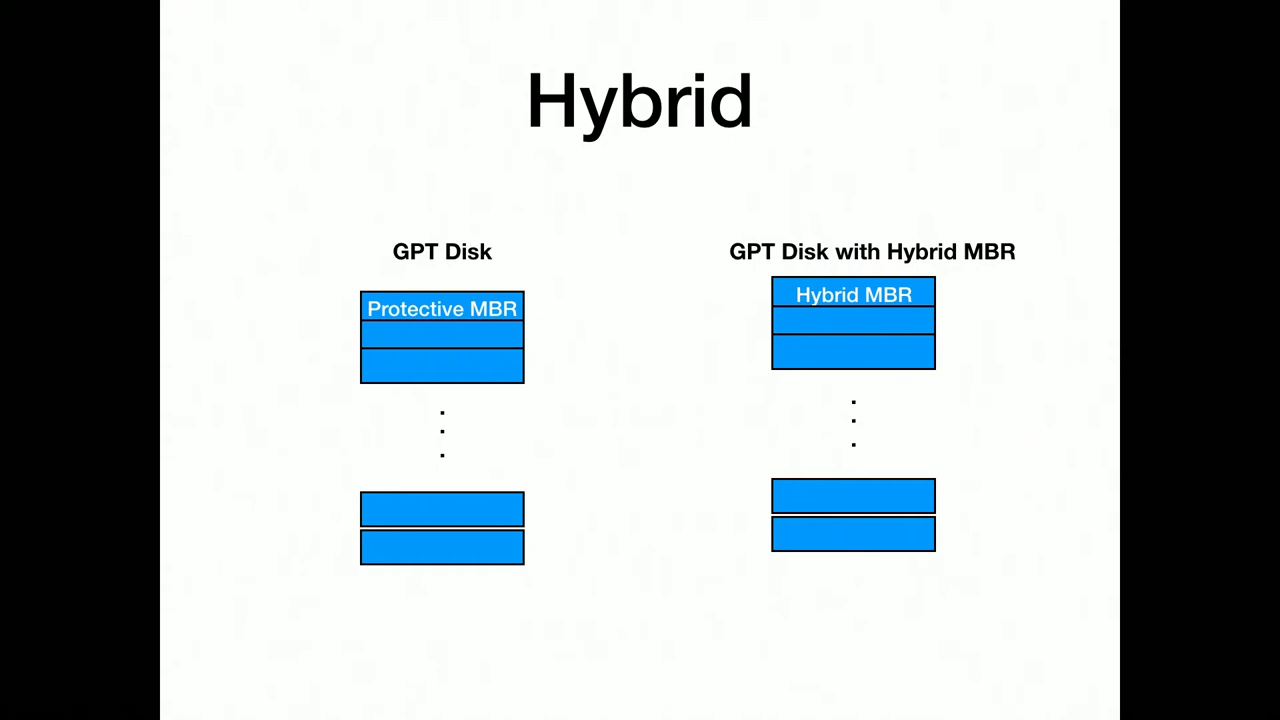 Hybrid
GPT Disk
GPT Disk with Hybrid MBR
Protective MBR
Hybrid MBR